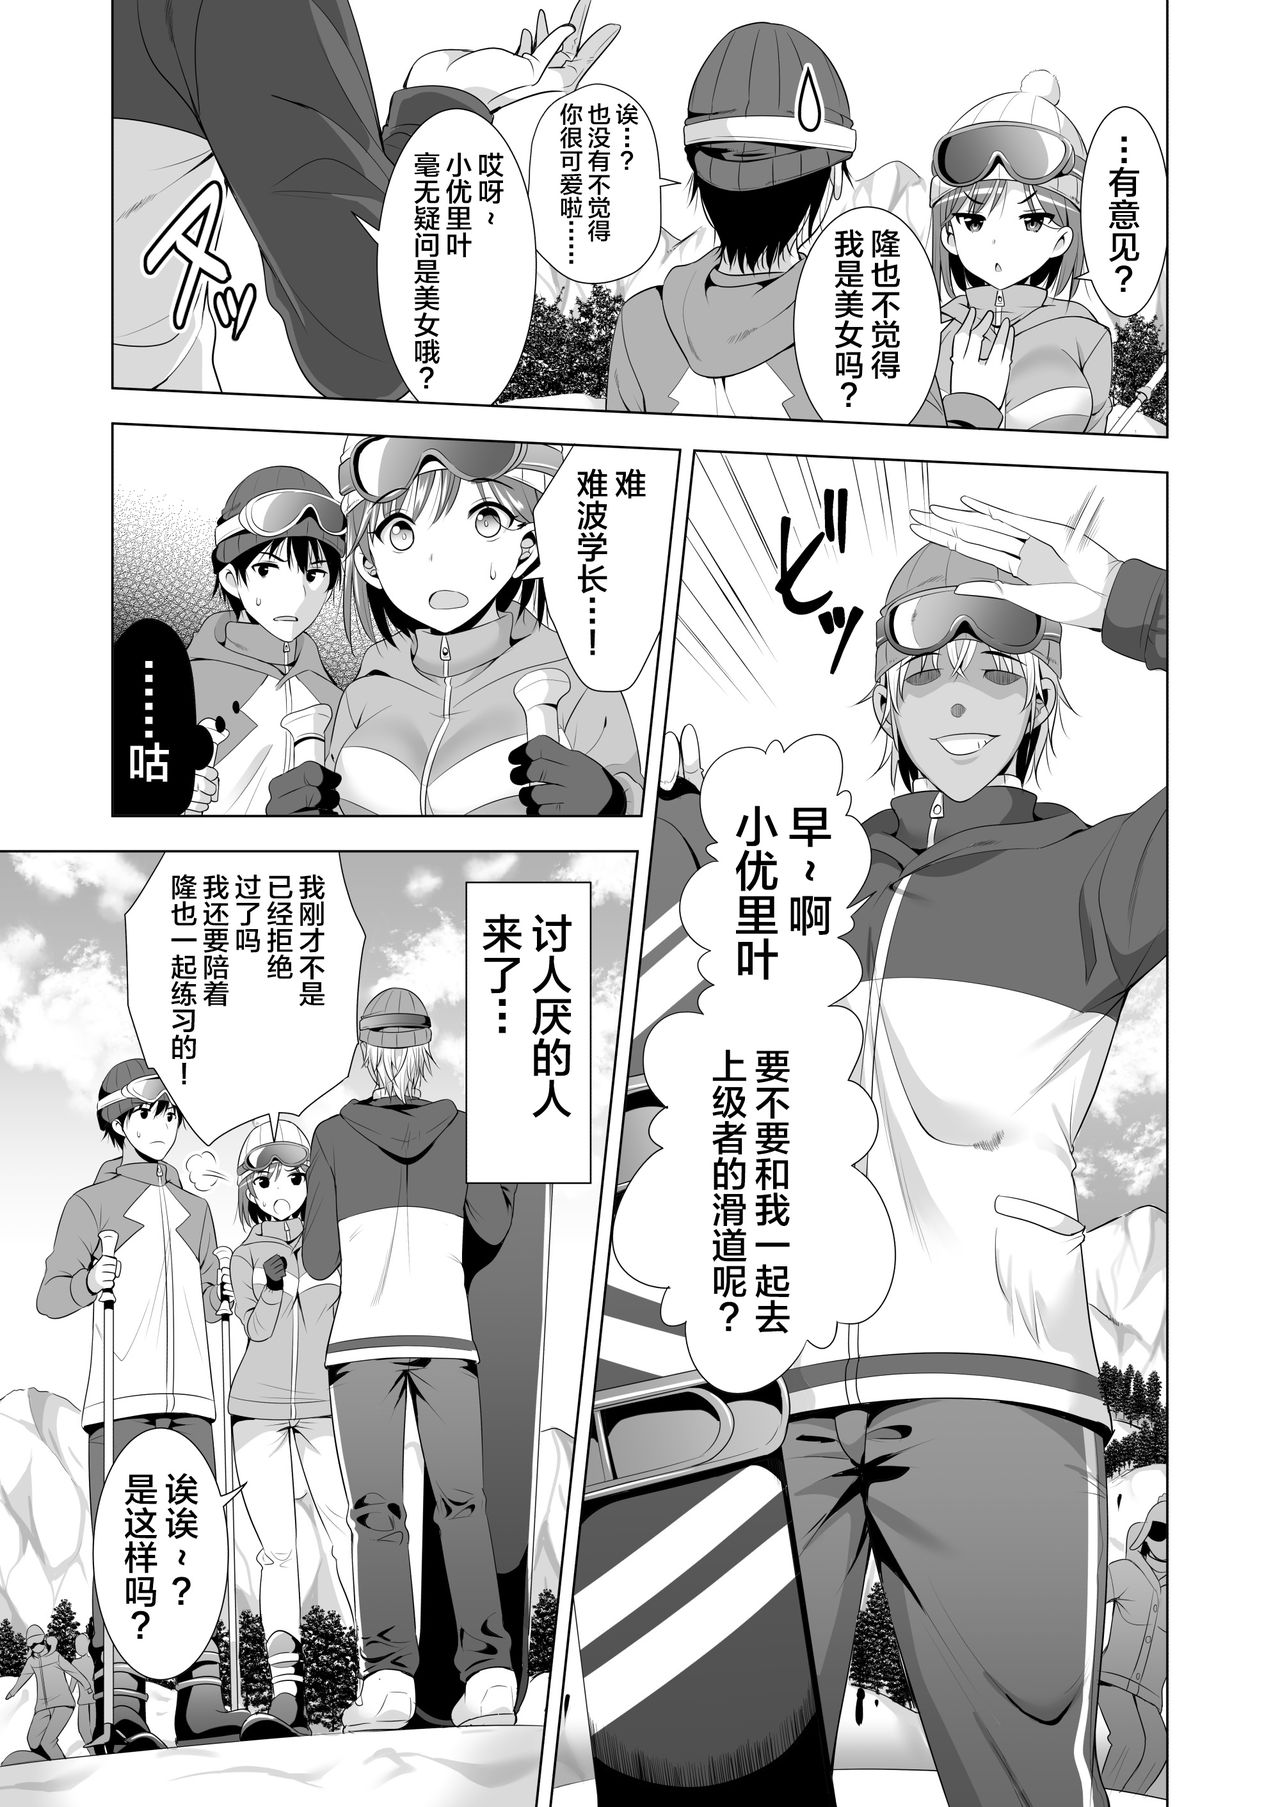 …有意见？
隆也不觉得
我是美女吗？
诶…？
也没有不觉得
你很可爱啦……
哎呀~
小优里叶
毫无疑问是美女哦？
ヌッ
ビッ
早~啊
小优里叶
要不要和我一起去
上级者的滑道呢？
难
难波学长…！
……咕
讨人厌的人
来了…
我刚才不是
已经拒绝
过了吗
我还要陪着
隆也一起练习的！
诶诶~？
是这样吗？